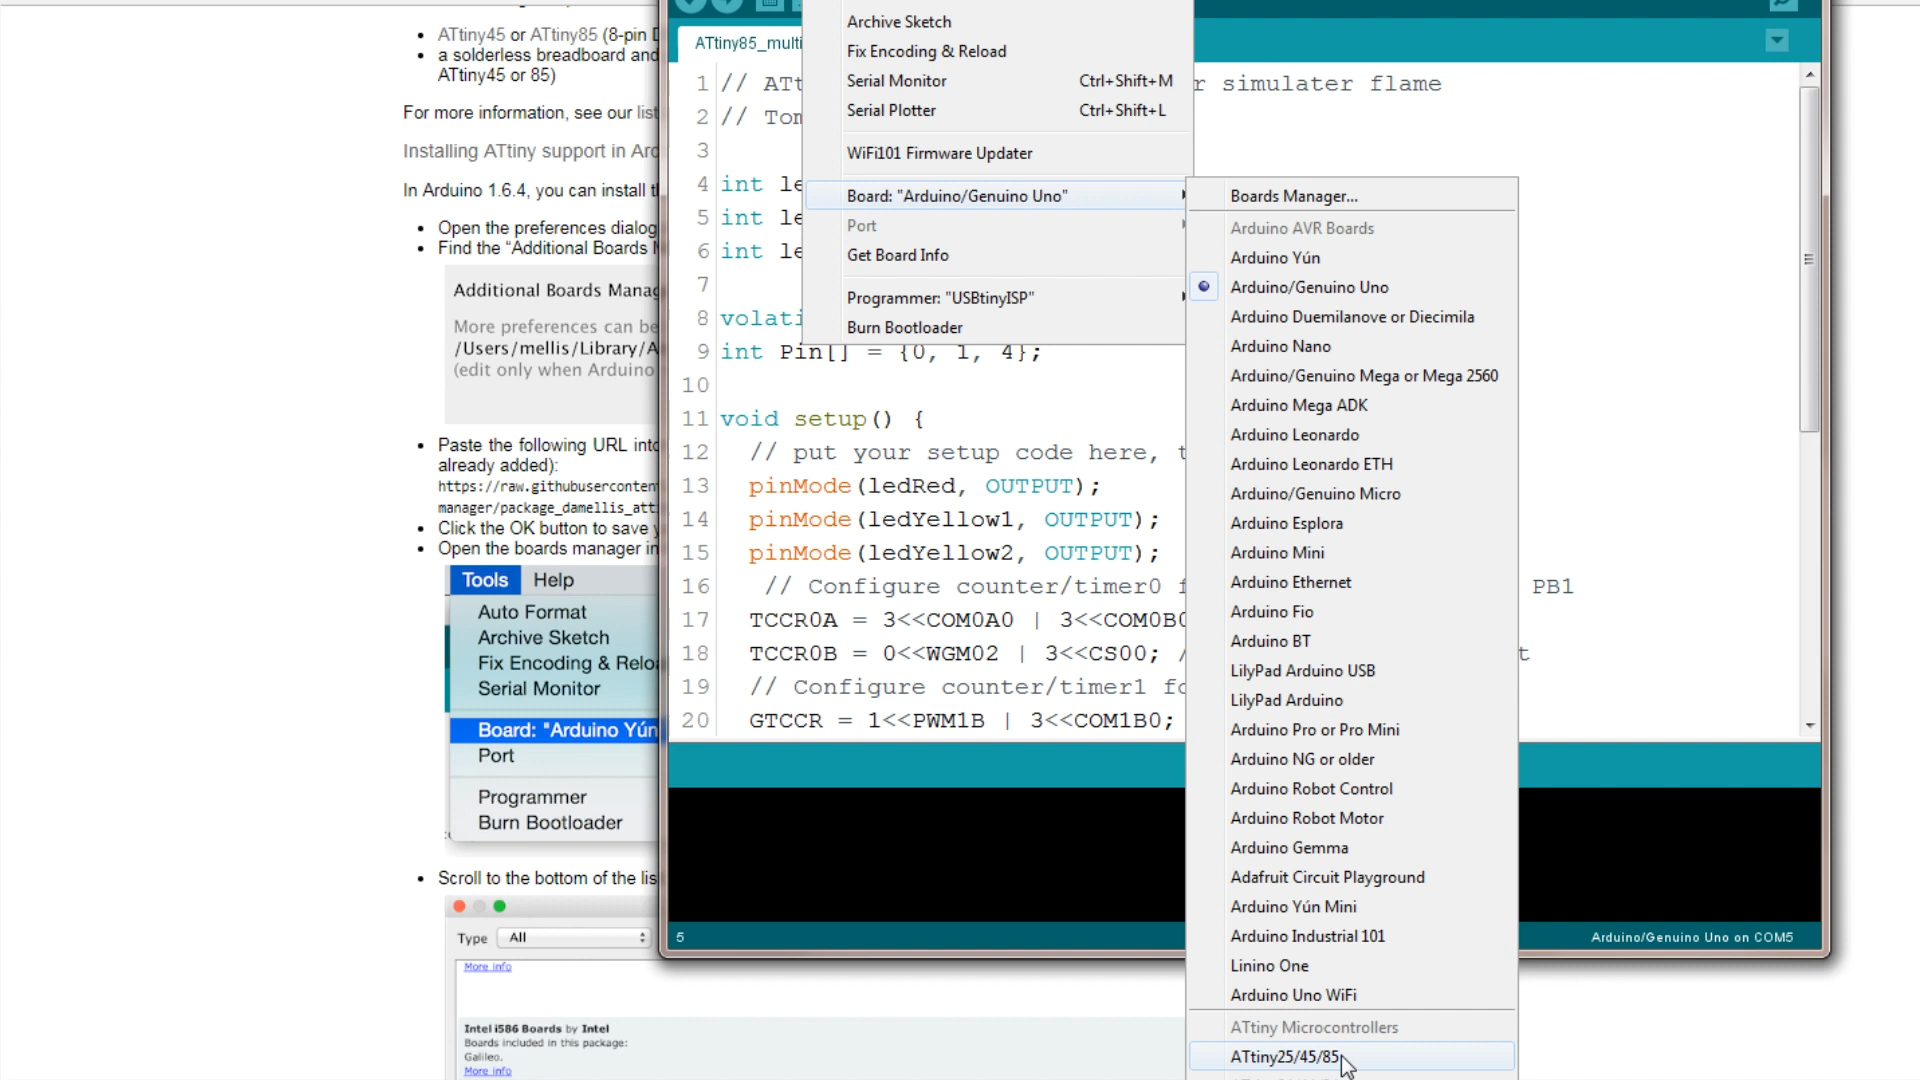 ATtiny45 or ATtiny85 (8-pin
a solderless breadboard and
ATtiny45 or 85)
For more information, see our list
Installing ATtiny support in Ard
In Arduino 1.6.4, you can install
Open the preferences dialog
Find the “Additional Boards
Additional Boards Manag
More preferences can be
/Users/mellis/Library/A
(edit only when Arduino
Paste the following URL into
already added):
https://raw.githubusercontent
manager/package_damellis_att
Click the OK button to save
Open the boards manager in
Tools Help
Auto Format
Archive Sketch
Fix Encoding & Reloa
Serial Monitor
Board: "Arduino Yún
Port
Programmer
Burn Bootloader
Scroll to the bottom of the lis
Type All
More info
Intel i586 Boards by Intel
Boards included in this package:
Galileo.
More info
ATtiny85_multi
1 // ATt r simulater flame
2 // Tom
3
4 int le
5 int le
6 int le
7
8 volati
9 int Pin[] = {0, 1, 4};
10
11 void setup() {
12 // put your setup code here, t
13 pinMode(ledRed, OUTPUT);
14 pinMode(ledYellow1, OUTPUT);
15 pinMode(ledYellow2, OUTPUT);
16 // Configure counter/timer0 f PB1
17 TCCR0A = 3<<COM0A0 | 3<<COM0B0
18 TCCR0B = 0<<WGM02 | 3<<CS00; / t
19 // Configure counter/timer1 fo
20 GTCCR = 1<<PWM1B | 3<<COM1B0;
5
Arduino/Genuino Uno on COM5
Archive Sketch
Fix Encoding & Reload
Serial Monitor Ctrl+Shift+M
Serial Plotter Ctrl+Shift+L
WiFi101 Firmware Updater
Board: "Arduino/Genuino Uno"
Port
Get Board Info
Programmer: "USBtinyISP"
Burn Bootloader
Boards Manager...
Arduino AVR Boards
Arduino Yún
Arduino/Genuino Uno
Arduino Duemilanove or Diecimila
Arduino Nano
Arduino/Genuino Mega or Mega 2560
Arduino Mega ADK
Arduino Leonardo
Arduino Leonardo ETH
Arduino/Genuino Micro
Arduino Esplora
Arduino Mini
Arduino Ethernet
Arduino Fio
Arduino BT
LilyPad Arduino USB
LilyPad Arduino
Arduino Pro or Pro Mini
Arduino NG or older
Arduino Robot Control
Arduino Robot Motor
Arduino Gemma
Adafruit Circuit Playground
Arduino Yún Mini
Arduino Industrial 101
Linino One
Arduino Uno WiFi
ATtiny Microcontrollers
ATtiny25/45/85